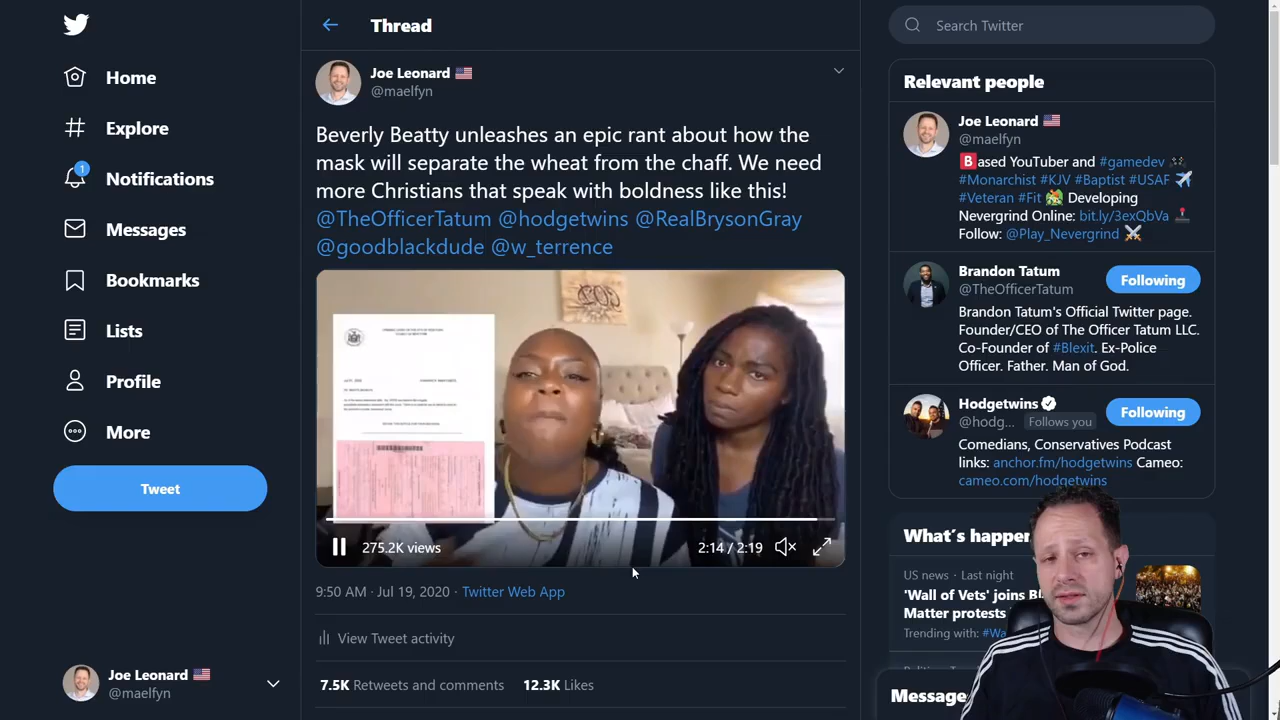 Home
Explore
1
Notifications
Messages
Bookmarks
Lists
Profile
More
Tweet
Joe Leonard
@maelfyn
Thread
Joe Leonard
@maelfyn
Beverly Beatty unleashes an epic rant about how the
mask will separate the wheat from the chaff. We need
more Christians that speak with boldness like this!
@TheOfficerTatum @hodgetwins @RealBrysonGray
@goodblackdude @w_terrence
275.2K views
2:14 / 2:19
9:50 AM · Jul 19, 2020 · Twitter Web App
View Tweet activity
7.5K Retweets and comments 12.3K Likes
Search Twitter
Relevant people
Joe Leonard
@maelfyn
🅱ased YouTuber and #gamedev
#Monarchist #KJV #Baptist #USAF
#Veteran #Fit Developing
Nevergrind Online: bit.ly/3exQbVa
Follow: @Play_Nevergrind
Brandon Tatum
@TheOfficerTatum
Following
Brandon Tatum's Official Twitter page.
Founder/CEO of The Officer Tatum LLC.
Co-Founder of #Blexit. Ex-Police
Officer. Father. Man of God.
Hodgetwins
@hodg... Follows you
Following
Comedians, Conservatives Podcast
links: anchor.fm/hodgetwins Cameo:
cameo.com/hodgetwins
What's happen
US news · Last night
'Wall of Vets' joins Bl
Matter protests
Trending with: #Wa
Message